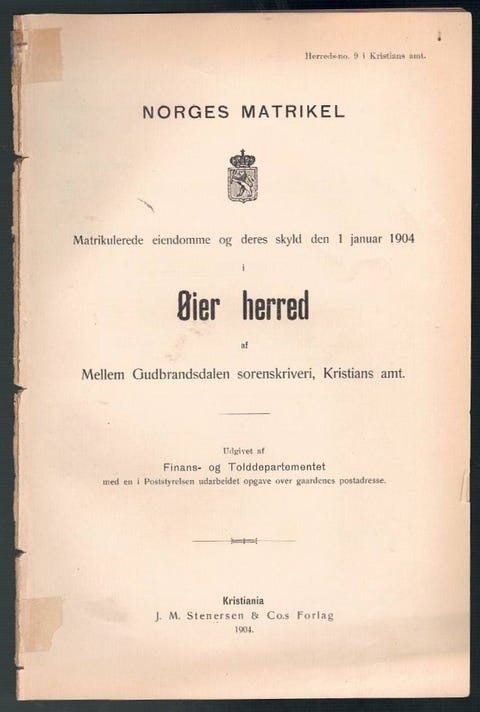 Herreds-no. 9 i Kristians amt.
NORGES MATRIKEL
Matrikulerede eiendomme og deres skyld den 1 januar 1904
i
Øier herred
af
Mellem Gudbrandsdalen sorenskriveri, Kristians amt.
Udgivet af
Finans- og Tolddepartementet
med en i Poststyrelsen udarbeidet opgave over gaardenes postadresse.
Kristiania
J. M. Stenersen & Co.s Forlag
1904.